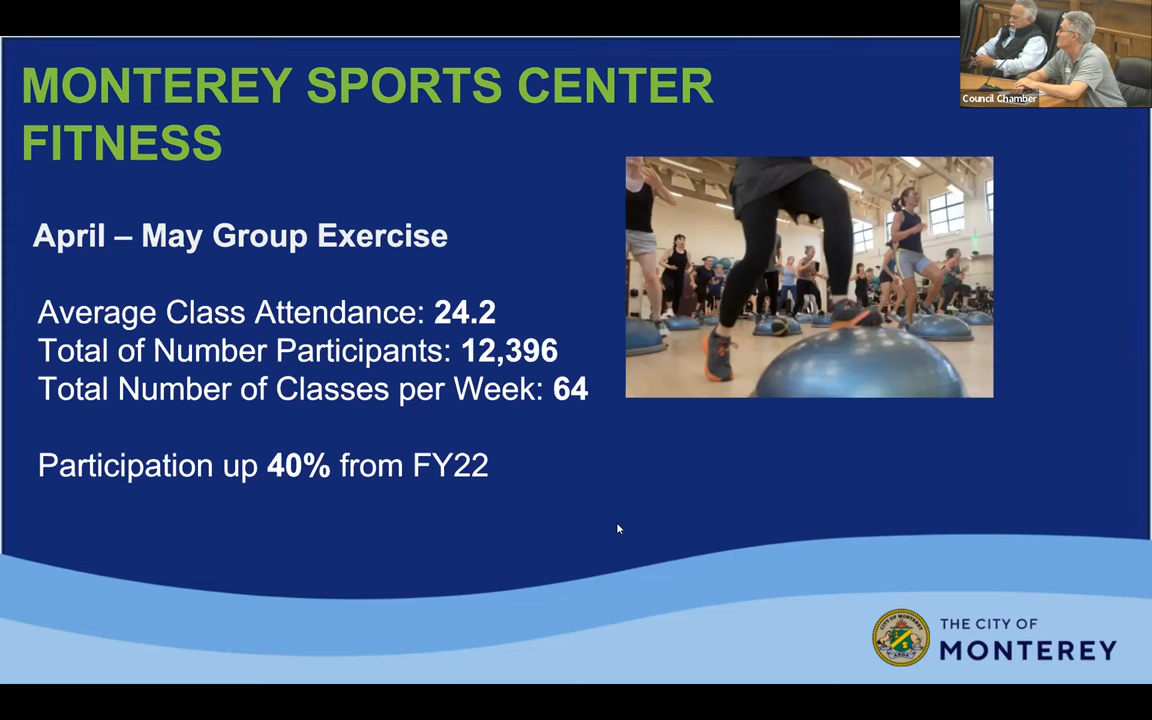 MONTEREY SPORTS CENTER
FITNESS
Council Chamber
April – May Group Exercise
Average Class Attendance: 24.2
Total of Number Participants: 12,396
Total Number of Classes per Week: 64
Participation up 40% from FY22
THE CITY OF
MONTEREY